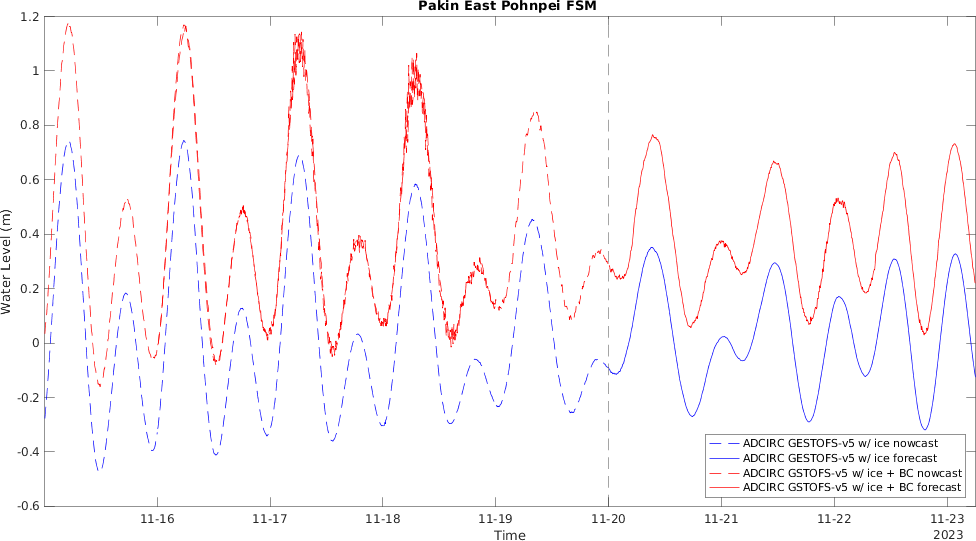 Pakin East Pohnpei FSM
1.2
1
0.8
0.6
0.4
0.2
0
-0.2
-0.4
-0.6
Water Level (m)
ADCIRC GESTOFS-v5 w/ ice nowcast
ADCIRC GESTOFS-v5 w/ ice forecast
ADCIRC GSTOFS-v5 w/ ice + BC nowcast
ADCIRC GSTOFS-v5 w/ ice + BC forecast
11-16 11-17 11-18 11-19 11-20 11-21 11-22 11-23
Time 2023